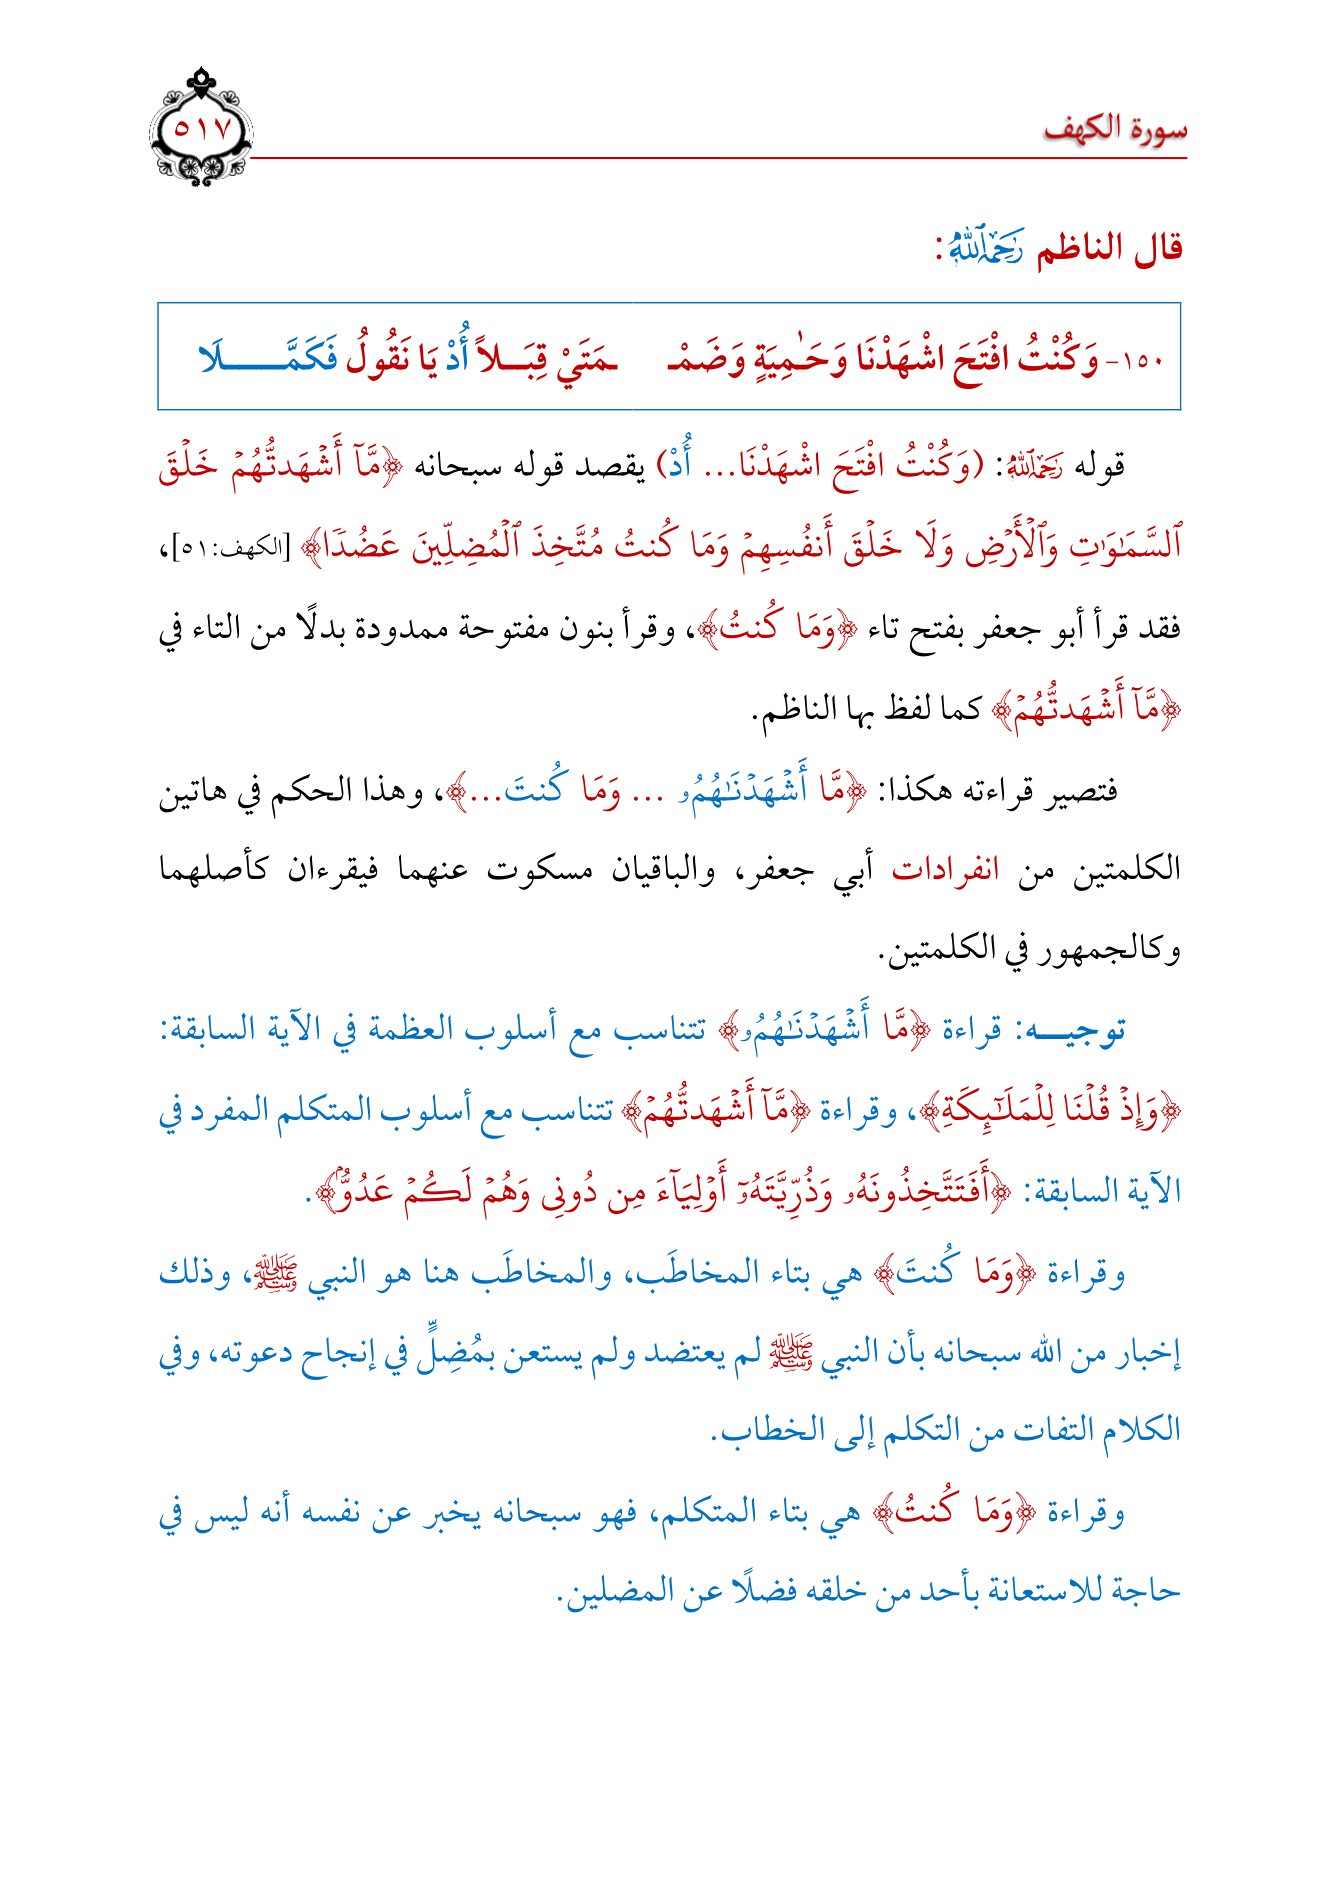 سورة الكهف
٥١٧
قال الناظم رَحِمَهُ ٱللَّهُ:
١٥٠- وَكُنْتُ افْتَحَ اشْهَدْنَا وَحَـٰمِيَةٍ وَضَمْـ ـمَتَيْ قِبَـــلاً أُدْ يَا نَقُولُ فَكَمَّـــــــلَا
قوله رَحِمَهُ ٱللَّهُ: (وَكُنْتُ افْتَحَ اشْهَدْنَا... أُدْ) يقصد قوله سبحانه ﴿مَّآ أَشْهَدتُّهُمْ خَلْقَ
ٱلسَّمَـٰوَٰتِ وَٱلْأَرْضِ وَلَا خَلْقَ أَنفُسِهِمْ وَمَا كُنتُ مُتَّخِذَ ٱلْمُضِلِّينَ عَضُدًا﴾ [الكهف:٥١]،
فقد قرأ أبو جعفر بفتح تاء ﴿وَمَا كُنتُ﴾، وقرأ بنون مفتوحة ممدودة بدلًا من التاء في
﴿مَّآ أَشْهَدتُّهُمْ﴾ كما لفظ بها الناظم.
فتصير قراءته هكذا: ﴿مَّا أَشْهَدْنَـٰهُمُۥ ... وَمَا كُنتَ...﴾، وهذا الحكم في هاتين
الكلمتين من انفرادات أبي جعفر، والباقيان مسكوت عنهما فيقرءان كأصلهما
وكالجمهور في الكلمتين.
توجيـــه: قراءة ﴿مَّا أَشْهَدْنَـٰهُمُۥ﴾ تتناسب مع أسلوب العظمة في الآية السابقة:
﴿وَإِذْ قُلْنَا لِلْمَلَـٰٓئِكَةِ﴾، وقراءة ﴿مَّآ أَشْهَدتُّهُمْ﴾ تتناسب مع أسلوب المتكلم المفرد في
الآية السابقة: ﴿أَفَتَتَّخِذُونَهُۥ وَذُرِّيَّتَهُۥٓ أَوْلِيَآءَ مِن دُونِى وَهُمْ لَكُمْ عَدُوٌّۢ﴾.
وقراءة ﴿وَمَا كُنتَ﴾ هي بتاء المخاطَب، والمخاطَب هنا هو النبي ﷺ، وذلك
إخبار من الله سبحانه بأن النبي ﷺ لم يعتضد ولم يستعن بمُضِلٍّ في إنجاح دعوته، وفي
الكلام التفات من التكلم إلى الخطاب.
وقراءة ﴿وَمَا كُنتُ﴾ هي بتاء المتكلم، فهو سبحانه يخبر عن نفسه أنه ليس في
حاجة للاستعانة بأحد من خلقه فضلًا عن المضلين.